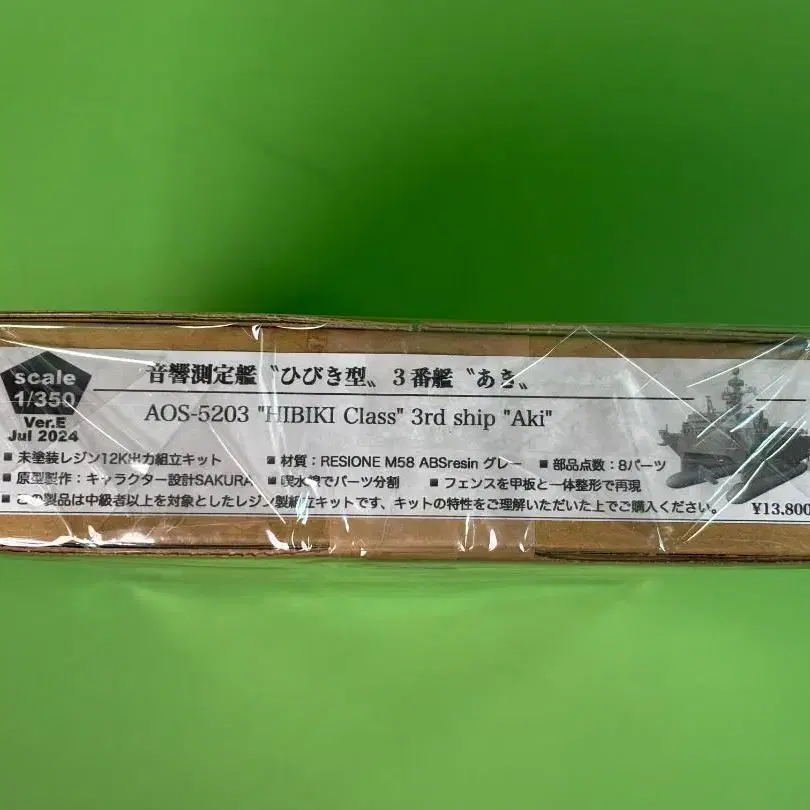 scale
1/350
Ver.E
Jul 2024
音響測定艦〝ひびき型〟3番艦〝あき〟
AOS-5203 "HIBIKI Class" 3rd ship "Aki"
■ 未塗装レジン12K出力組立キット ■ 材質：RESIONE M58 ABSresin グレー ■ 部品点数：8パーツ
■ 原型製作：キャラクター設計SAKURA ■ 喫水線でパーツ分割 ■ フェンスを甲板と一体整形で再現
■ この製品は中級者以上を対象としたレジン製組立キットです、キットの特性をご理解いただいた上でご購入ください。
¥13,800